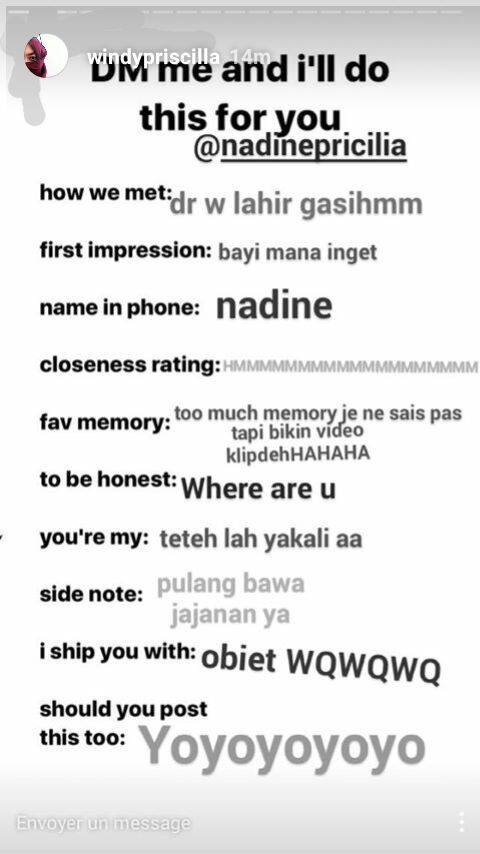 windypriscilla 14m
DM me and i'll do
this for you
@nadinepricilia
how we met: dr w lahir gasihmm
first impression: bayi mana inget
name in phone: nadine
closeness rating: HMMMMMMMMMMMMMMMMMMM
fav memory: too much memory je ne sais pas
tapi bikin video
klipdehHAHAHA
to be honest: Where are u
you're my: teteh lah yakali aa
side note: pulang bawa
jajanan ya
i ship you with: obiet WQWQWQ
should you post
this too: Yoyoyoyoyo
Envoyer un message